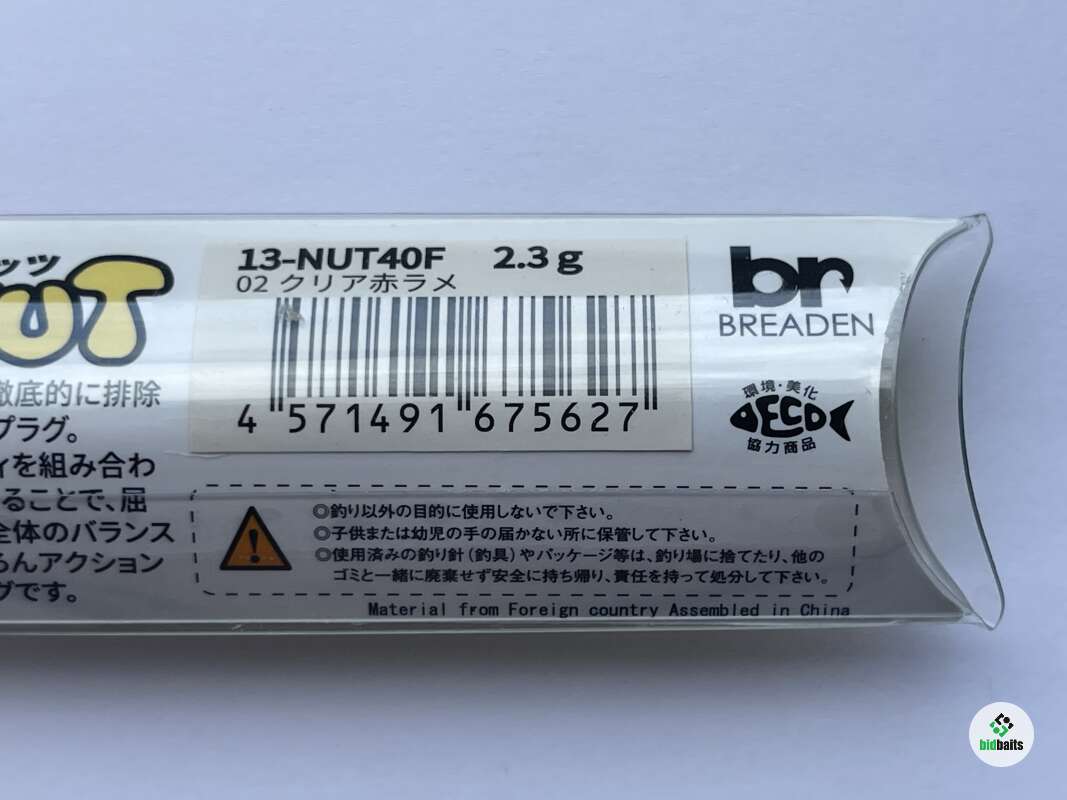 ッツ
UT
徹底的に排除
プラグ。
ィを組み合わ
ることで、屈
全体のバランス
らんアクション
グです。
13-NUT40F 2.3g
02 クリア赤ラメ
4 571491 675627
br
BREADEN
環境・美化
ECO
協力商品
◎釣り以外の目的に使用しないで下さい。
◎子供または幼児の手の届かない所に保管して下さい。
◎使用済みの釣り針(釣具)やパッケージ等は、釣り場に捨てたり、他の
ゴミと一緒に廃棄せず安全に持ち帰り、責任を持って処分して下さい。
Material from Foreign country Assembled in China
bidbaits